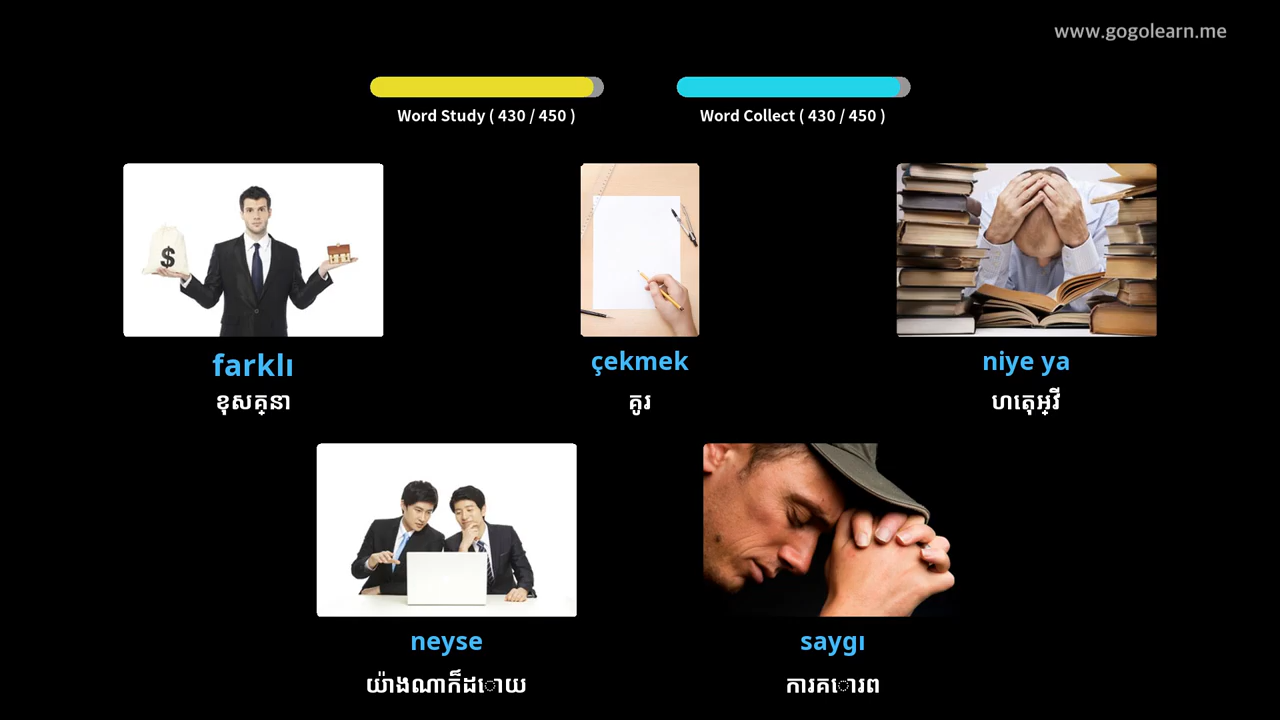 www.gogolearn.me
Word Study ( 430 / 450 )
Word Collect ( 430 / 450 )
farklı
ខុសគ្នា
çekmek
គូរ
niye ya
ហេតុអ្វី
neyse
យ៉ាងណាក៏ដោយ
saygı
ការគោរព